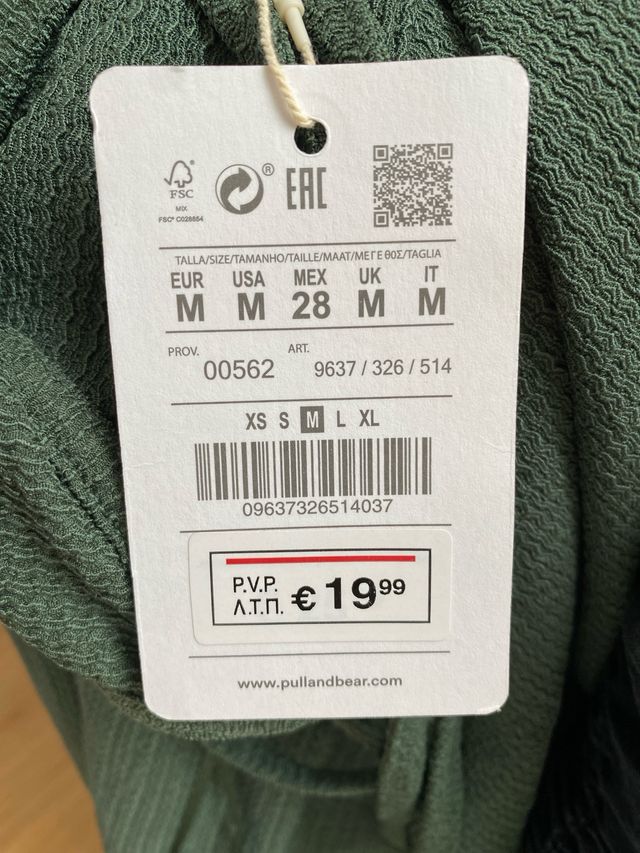 FSC®
MIX
FSC® C028654
®
EAC
TALLA/SIZE/TAMANHO/TAILLE/MAAT/ΜΕΓΕΘΟΣ/TAGLIA
EUR USA MEX UK IT
M M 28 M M
PROV. 00562 ART. 9637 / 326 / 514
XS S M L XL
09637326514037
P.V.P.
Λ.Τ.Π. € 19⁹⁹
www.pullandbear.com